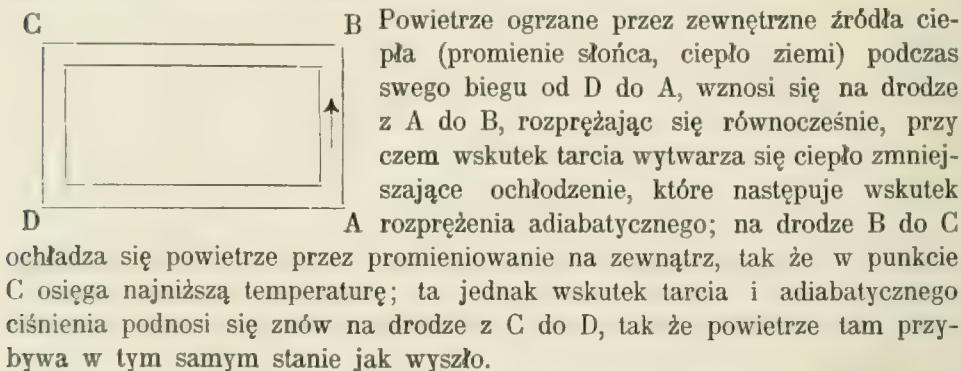 C
B
Powietrze ogrzane przez zewnętrzne źródła cie-
pła (promienie słońca, ciepło ziemi) podczas
swego biegu od D do A, wznosi się na drodze
z A do B, rozprężając się równocześnie, przy
czem wskutek tarcia wytwarza się ciepło zmniej-
szające ochłodzenie, które następuje wskutek
D
A
rozprężenia adiabatycznego; na drodze B do C
ochładza się powietrze przez promieniowanie na zewnątrz, tak że w punkcie
C osięga najniższą temperaturę; ta jednak wskutek tarcia i adiabatycznego
ciśnienia podnosi się znów na drodze z C do D, tak że powietrze tam przy-
bywa w tym samym stanie jak wyszło.